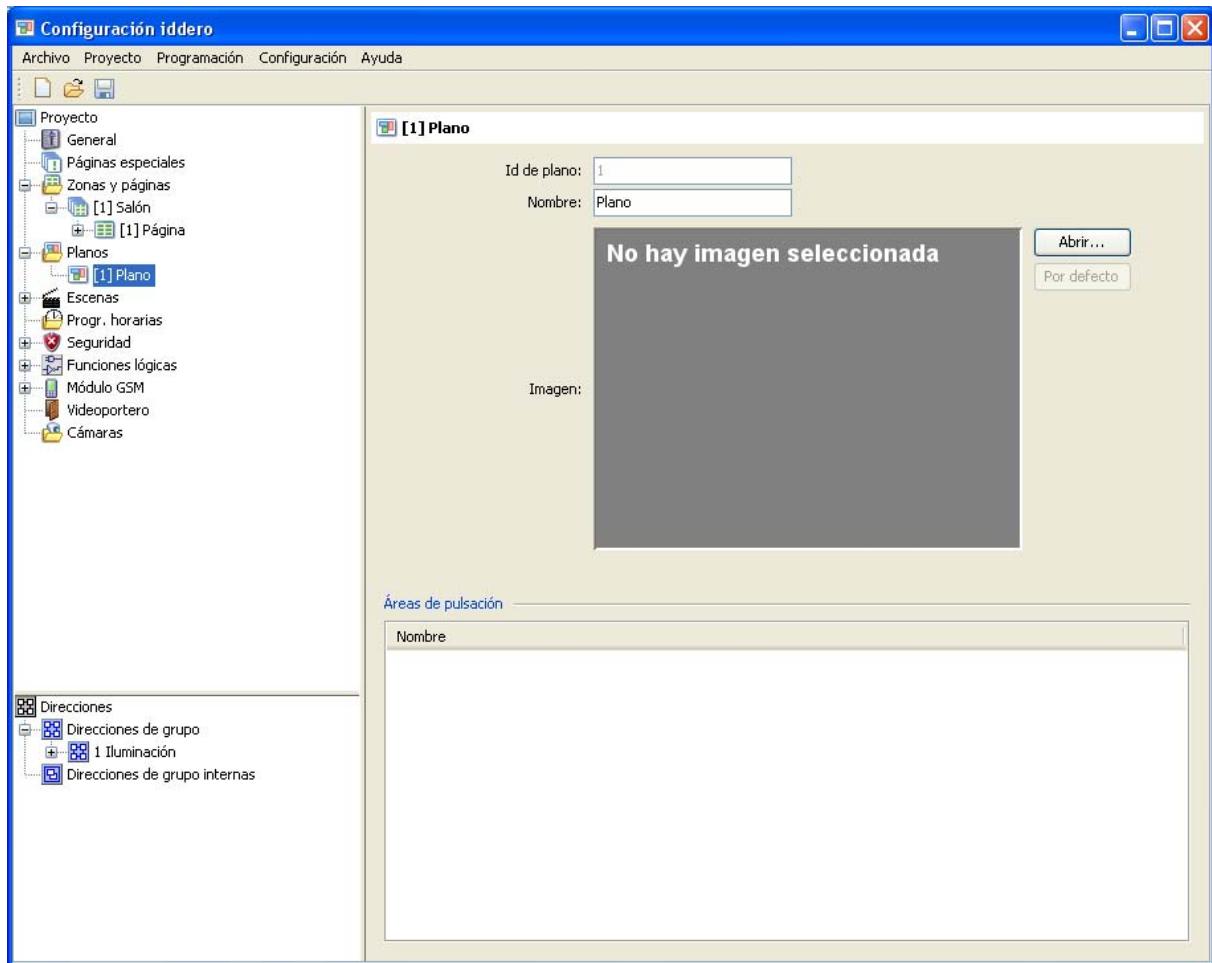 Configuración iddero
Archivo Proyecto Programación Configuración Ayuda
Proyecto
General
Páginas especiales
Zonas y páginas
[1] Salón
[1] Página
Planos
[1] Plano
Escenas
Progr. horarias
Seguridad
Funciones lógicas
Módulo GSM
Videoportero
Cámaras
Direcciones
Direcciones de grupo
1 Iluminación
Direcciones de grupo internas
[1] Plano
Id de plano: 1
Nombre: Plano
Imagen:
No hay imagen seleccionada
Abrir...
Por defecto
Áreas de pulsación
Nombre